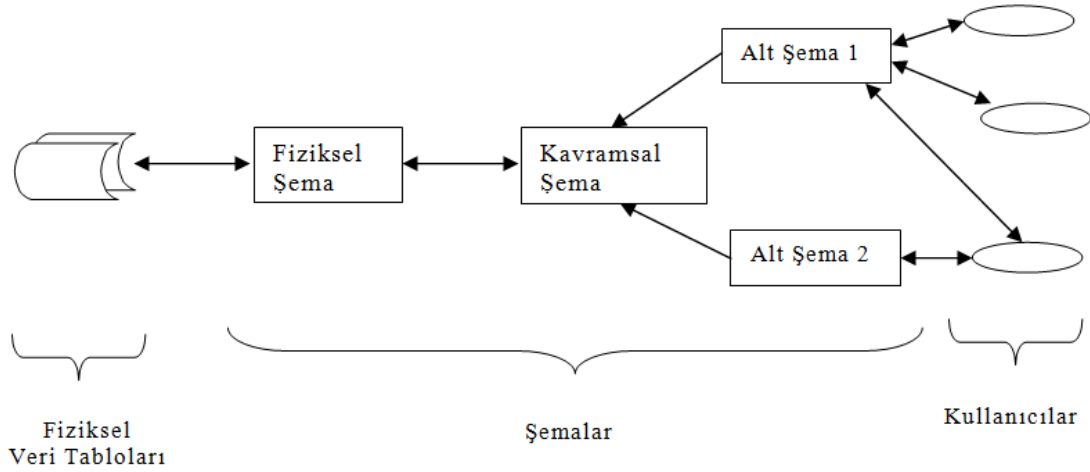 Alt Şema 1
Fiziksel
Şema
Kavramsal
Şema
Alt Şema 2
Fiziksel
Veri Tabloları
Şemalar
Kullanıcılar